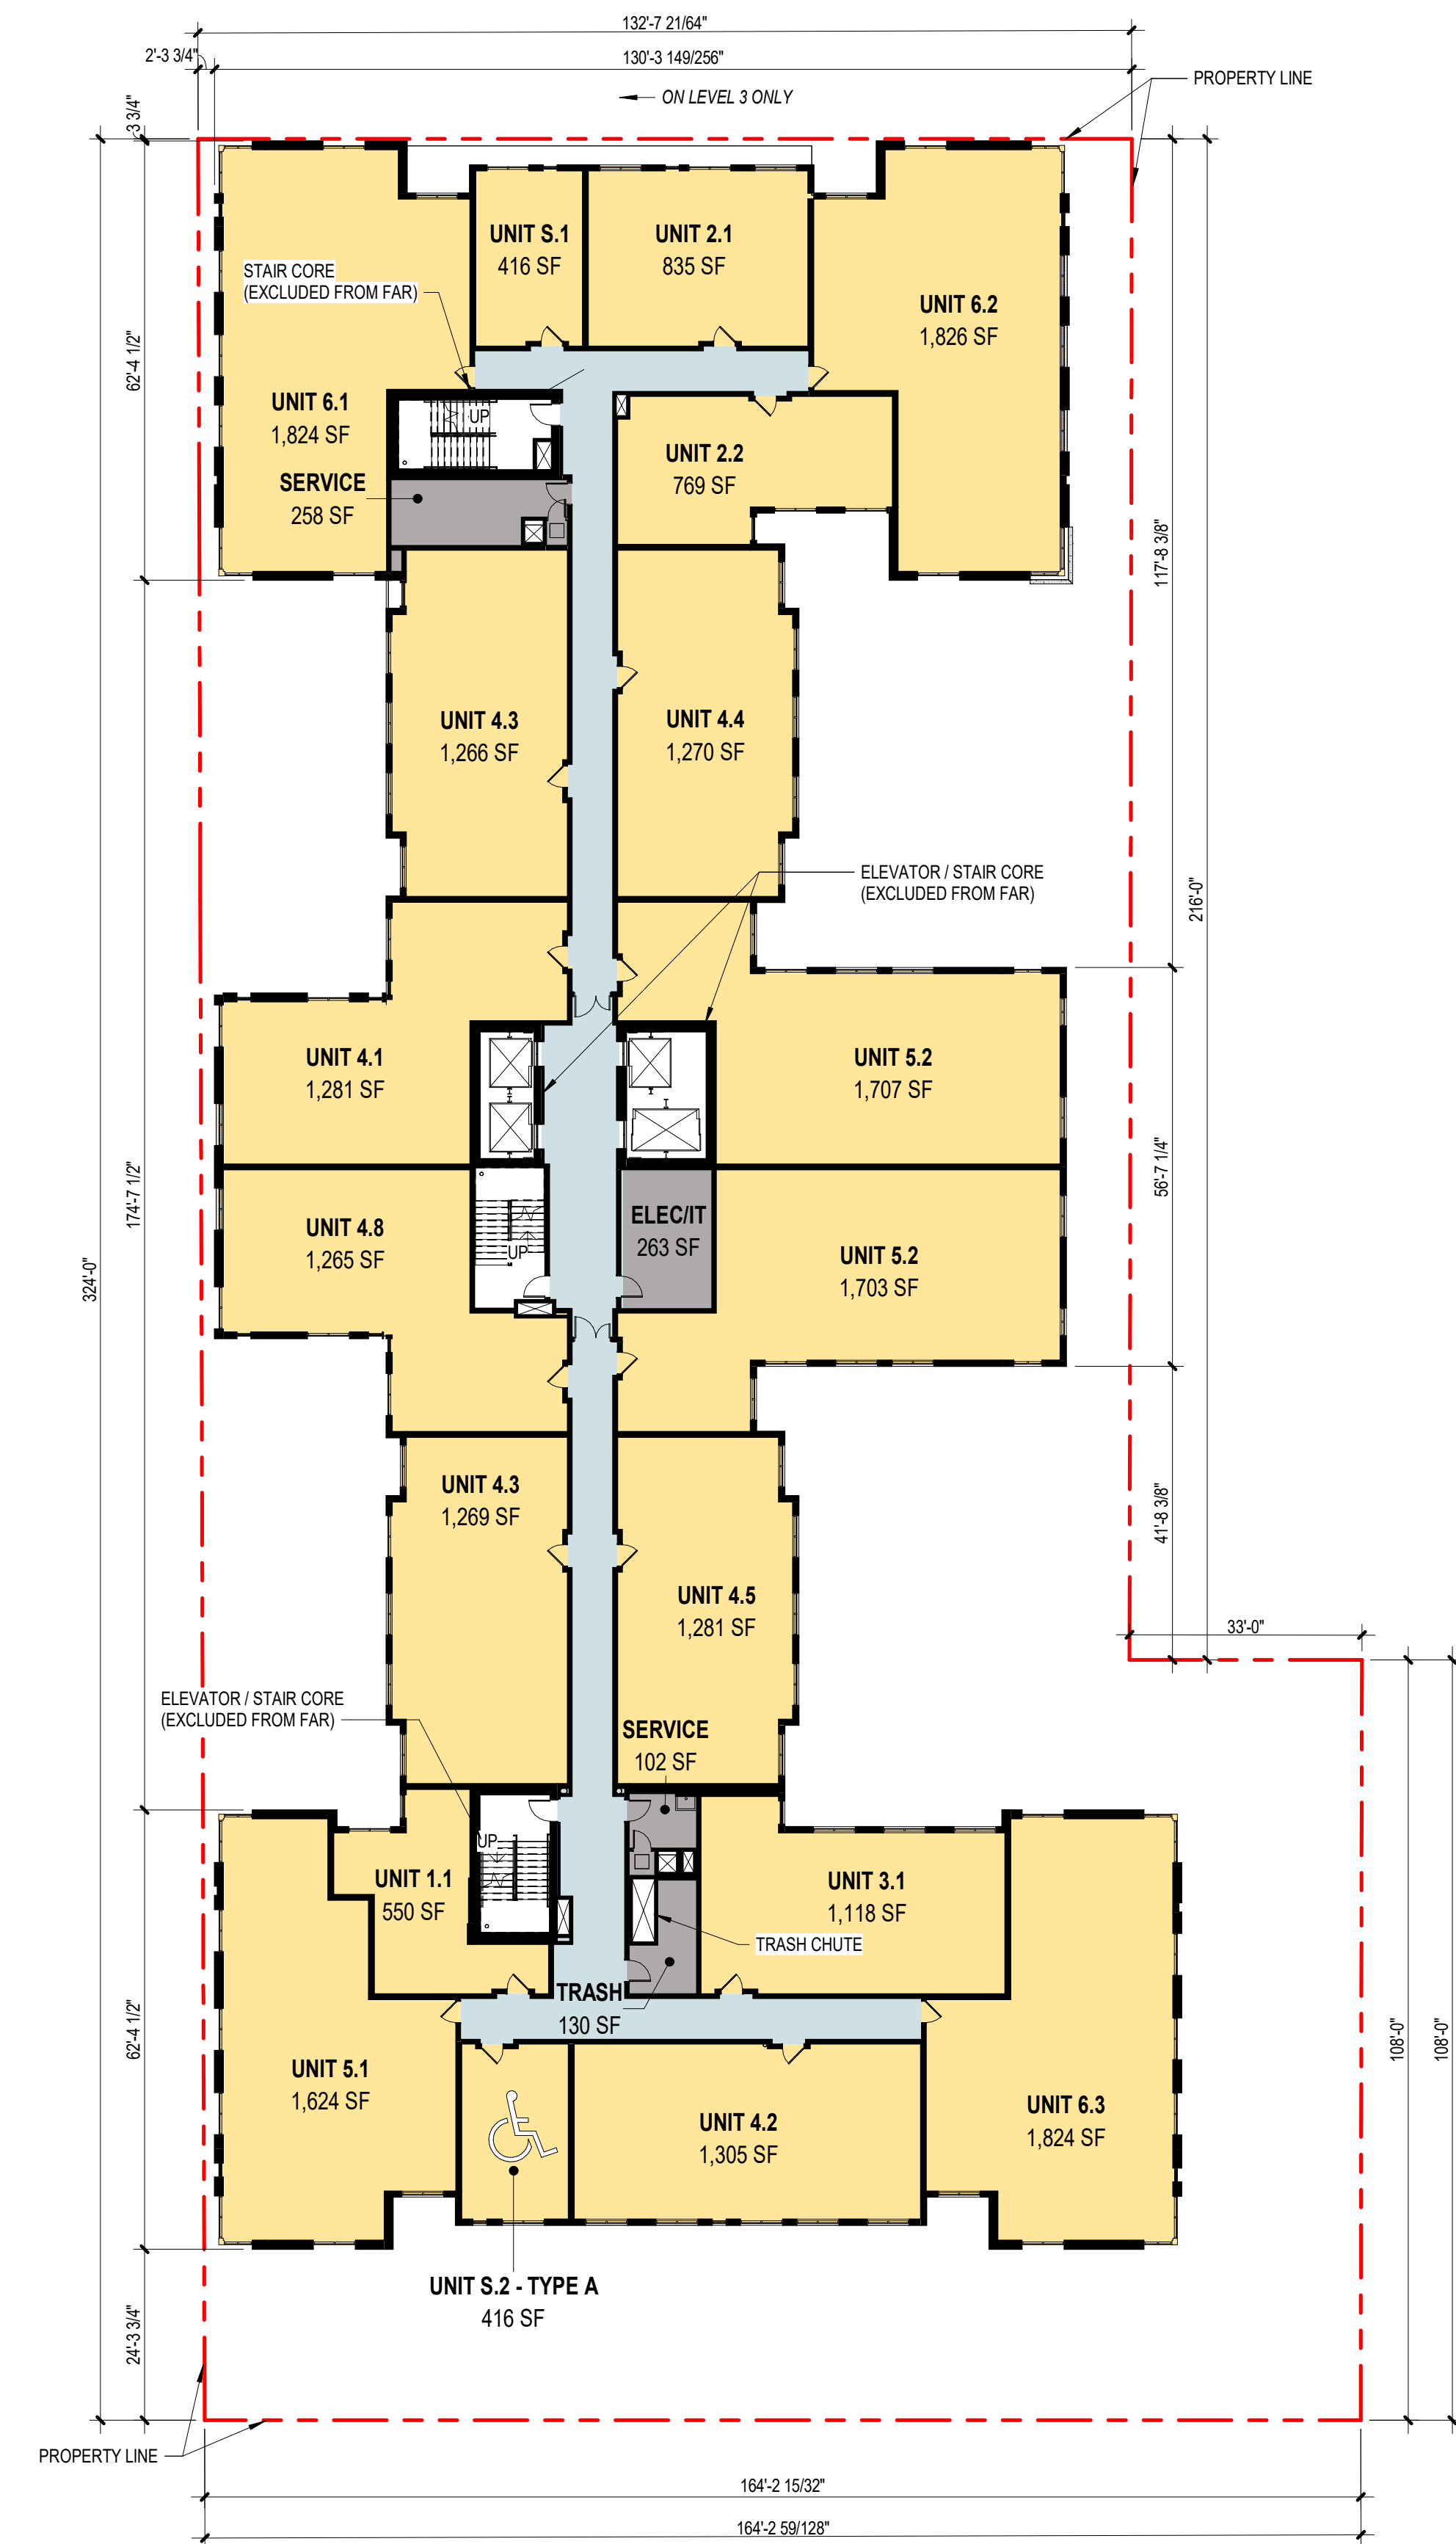 132'-7 21/64"
2'-3 3/4"
130'-3 149/256"
ON LEVEL 3 ONLY
PROPERTY LINE
3 3/4"
UNIT S.1
416 SF
UNIT 2.1
835 SF
STAIR CORE
(EXCLUDED FROM FAR)
UNIT 6.2
1,826 SF
62'-4 1/2"
UNIT 6.1
1,824 SF
UP
UNIT 2.2
769 SF
SERVICE
258 SF
117'-8 3/8"
UNIT 4.3
1,266 SF
UNIT 4.4
1,270 SF
ELEVATOR / STAIR CORE
(EXCLUDED FROM FAR)
216'-0"
UNIT 4.1
1,281 SF
UNIT 5.2
1,707 SF
56'-7 1/4"
174'-7 1/2"
324'-0"
UNIT 4.8
1,265 SF
UP
ELEC/IT
263 SF
UNIT 5.2
1,703 SF
UNIT 4.3
1,269 SF
41'-8 3/8"
UNIT 4.5
1,281 SF
33'-0"
ELEVATOR / STAIR CORE
(EXCLUDED FROM FAR)
SERVICE
102 SF
UP
UNIT 1.1
550 SF
UNIT 3.1
1,118 SF
TRASH CHUTE
TRASH
130 SF
62'-4 1/2"
108'-0"
108'-0"
UNIT 5.1
1,624 SF
UNIT 4.2
1,305 SF
UNIT 6.3
1,824 SF
UNIT S.2 - TYPE A
416 SF
24'-3 3/4"
PROPERTY LINE
164'-2 15/32"
164'-2 59/128"